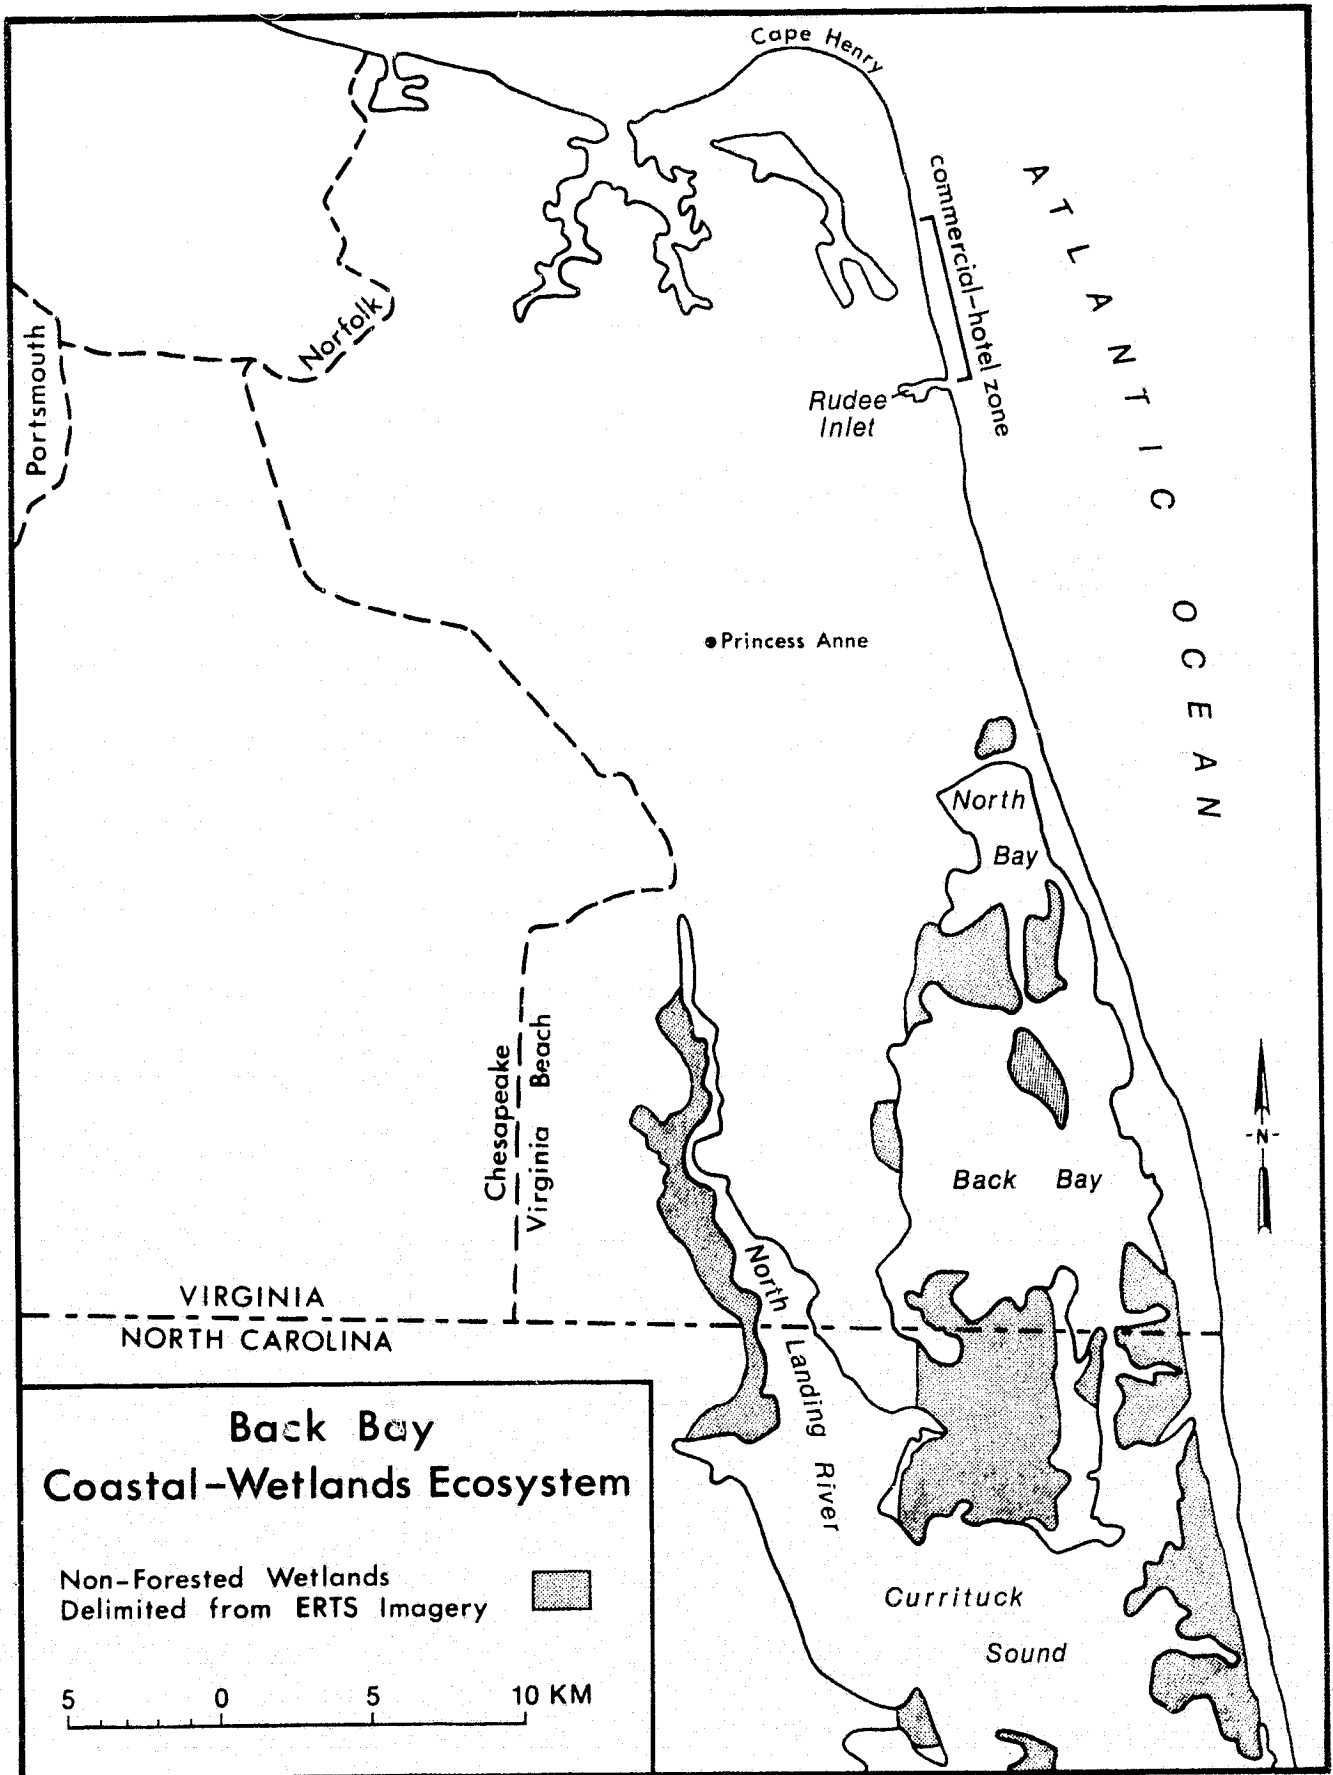 Cape Henry
ATLANTIC OCEAN
commercial-hotel zone
Norfolk
Portsmouth
Rudee
Inlet
Princess Anne
North
Bay
Chesapeake
Virginia Beach
Back Bay
-N-
North Landing River
VIRGINIA
NORTH CAROLINA
Back Bay
Coastal-Wetlands Ecosystem
Non-Forested Wetlands
Delimited from ERTS Imagery
Currituck
Sound
5 0 5 10 KM